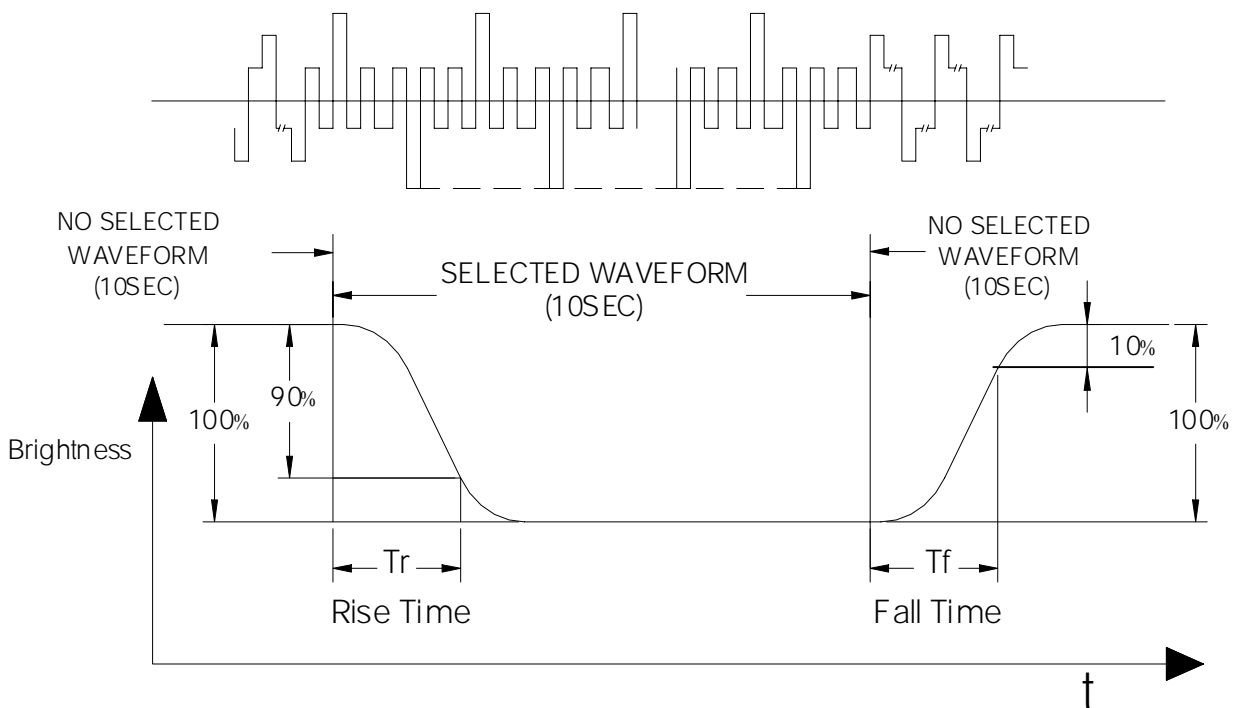 NO SELECTED
WAVEFORM
(10SEC)
SELECTED WAVEFORM
(10SEC)
NO SELECTED
WAVEFORM
(10SEC)
100%
90%
10%
100%
Brightness
Tr
Tf
Rise Time
Fall Time
t